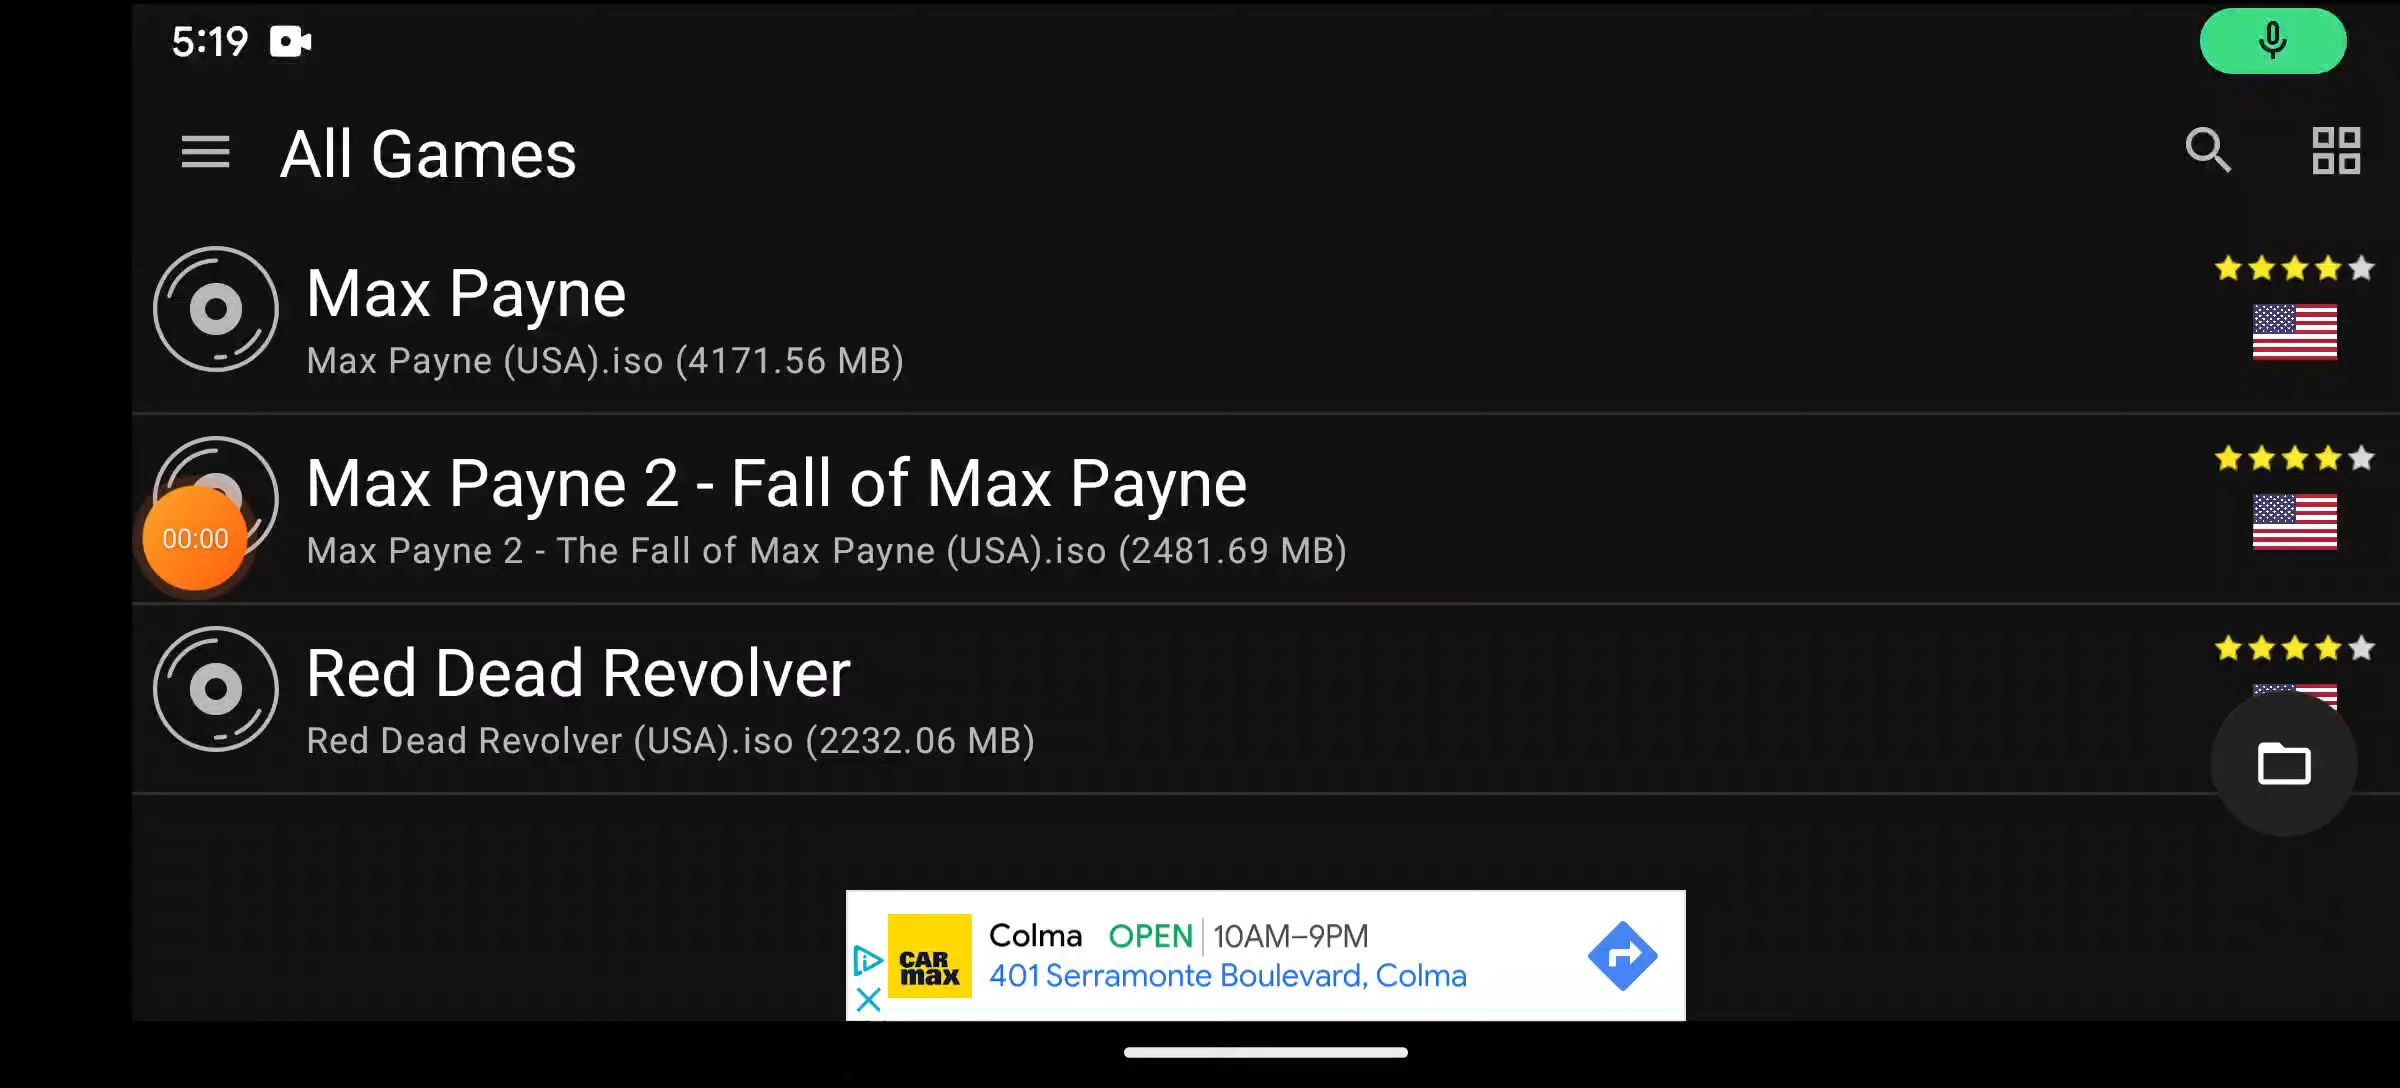 5:19
All Games
Max Payne
Max Payne (USA).iso (4171.56 MB)
Max Payne 2 - Fall of Max Payne
Max Payne 2 - The Fall of Max Payne (USA).iso (2481.69 MB)
00:00
Red Dead Revolver
Red Dead Revolver (USA).iso (2232.06 MB)
CAR
max
Colma OPEN 10AM–9PM
401 Serramonte Boulevard, Colma